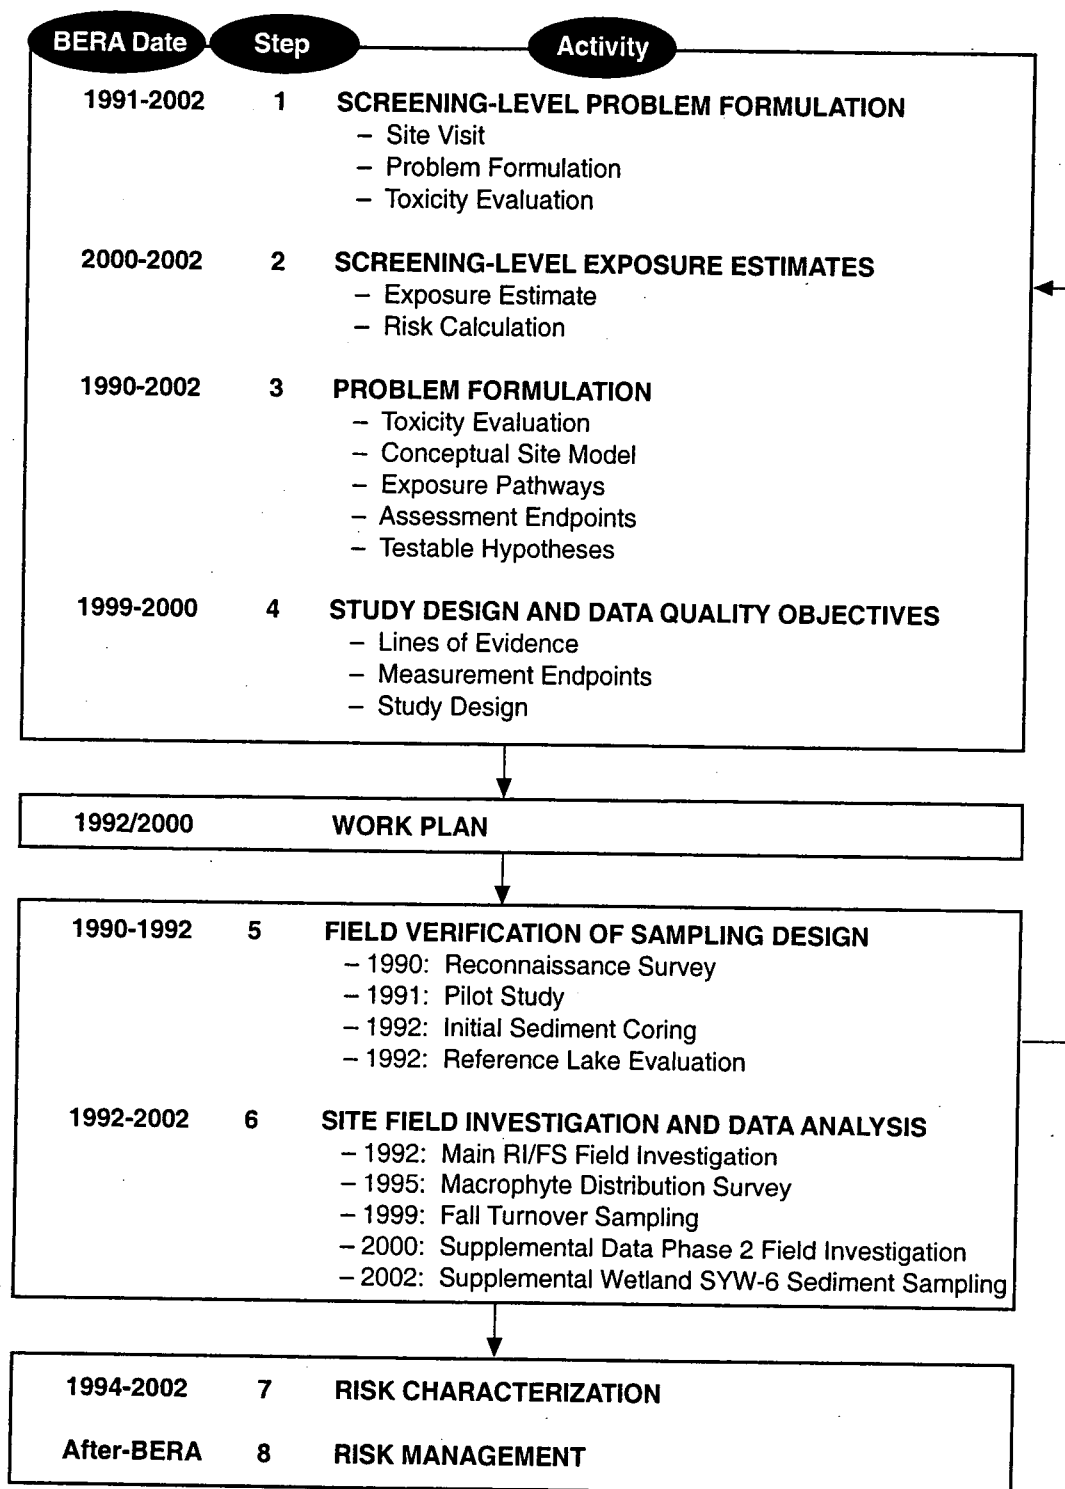 BERA Date Step Activity
1991-2002 1 SCREENING-LEVEL PROBLEM FORMULATION
– Site Visit
– Problem Formulation
– Toxicity Evaluation
2000-2002 2 SCREENING-LEVEL EXPOSURE ESTIMATES
– Exposure Estimate
– Risk Calculation
1990-2002 3 PROBLEM FORMULATION
– Toxicity Evaluation
– Conceptual Site Model
– Exposure Pathways
– Assessment Endpoints
– Testable Hypotheses
1999-2000 4 STUDY DESIGN AND DATA QUALITY OBJECTIVES
– Lines of Evidence
– Measurement Endpoints
– Study Design
1992/2000 WORK PLAN
1990-1992 5 FIELD VERIFICATION OF SAMPLING DESIGN
– 1990: Reconnaissance Survey
– 1991: Pilot Study
– 1992: Initial Sediment Coring
– 1992: Reference Lake Evaluation
1992-2002 6 SITE FIELD INVESTIGATION AND DATA ANALYSIS
– 1992: Main RI/FS Field Investigation
– 1995: Macrophyte Distribution Survey
– 1999: Fall Turnover Sampling
– 2000: Supplemental Data Phase 2 Field Investigation
– 2002: Supplemental Wetland SYW-6 Sediment Sampling
1994-2002 7 RISK CHARACTERIZATION
After-BERA 8 RISK MANAGEMENT